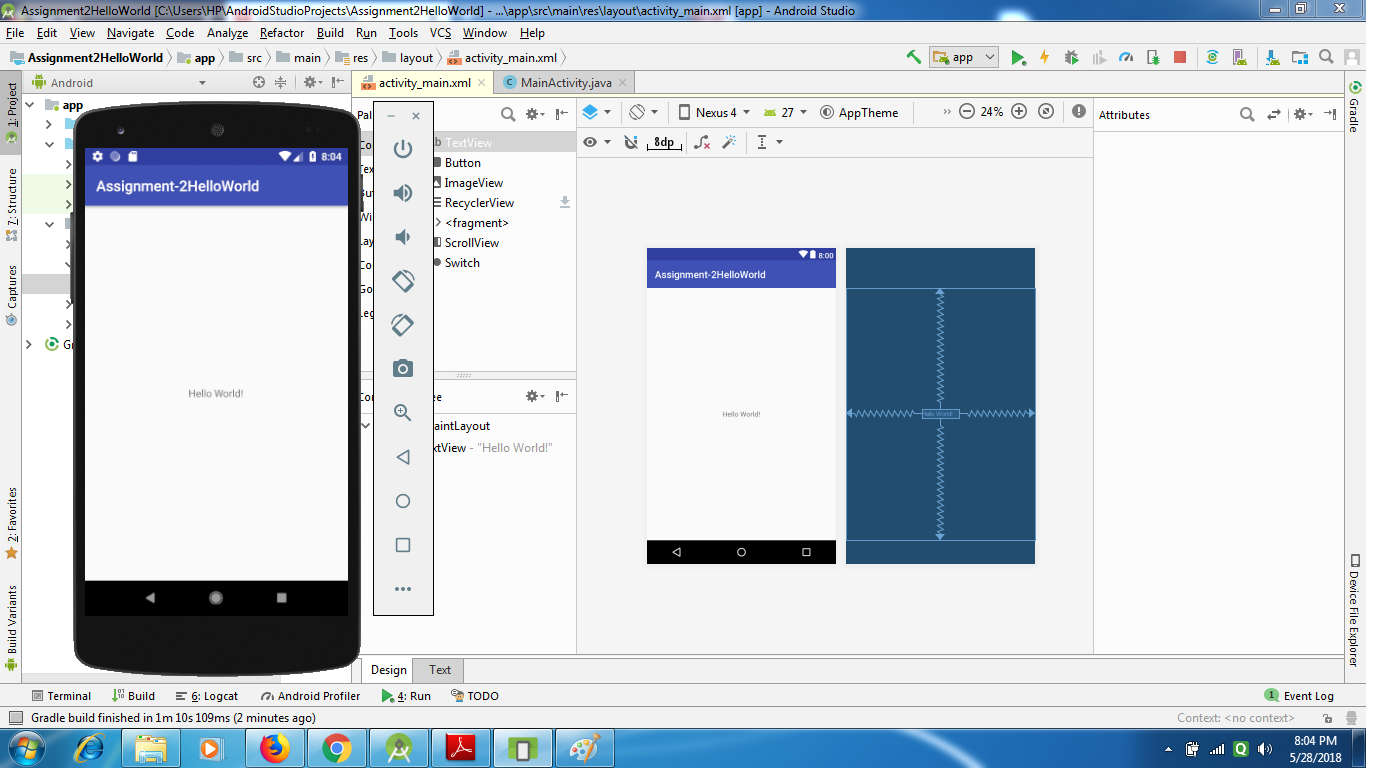 Assignment2HelloWorld [C:\Users\HP\AndroidStudioProjects\Assignment2HelloWorld] - ...\app\src\main\res\layout\activity_main.xml [app] - Android Studio
File Edit View Navigate Code Analyze Refactor Build Run Tools VCS Window Help
Assignment2HelloWorld app src main res layout activity_main.xml
app
Android
activity_main.xml
MainActivity.java
1: Project
7: Structure
Captures
2: Favorites
Build Variants
app
8:04
Assignment-2HelloWorld
Hello World!
Pal
TextView
Button
ImageView
RecyclerView
<fragment>
ScrollView
Switch
Nexus 4
27
AppTheme
24%
8dp
Attributes
8:00
Assignment-2HelloWorld
Hello World!
Hello World!
aintLayout
xtView - "Hello World!"
Gradle
Device File Explorer
Design Text
Terminal Build 6: Logcat Android Profiler 4: Run TODO
1 Event Log
Gradle build finished in 1m 10s 109ms (2 minutes ago)
Context: <no context>
8:04 PM
5/28/2018